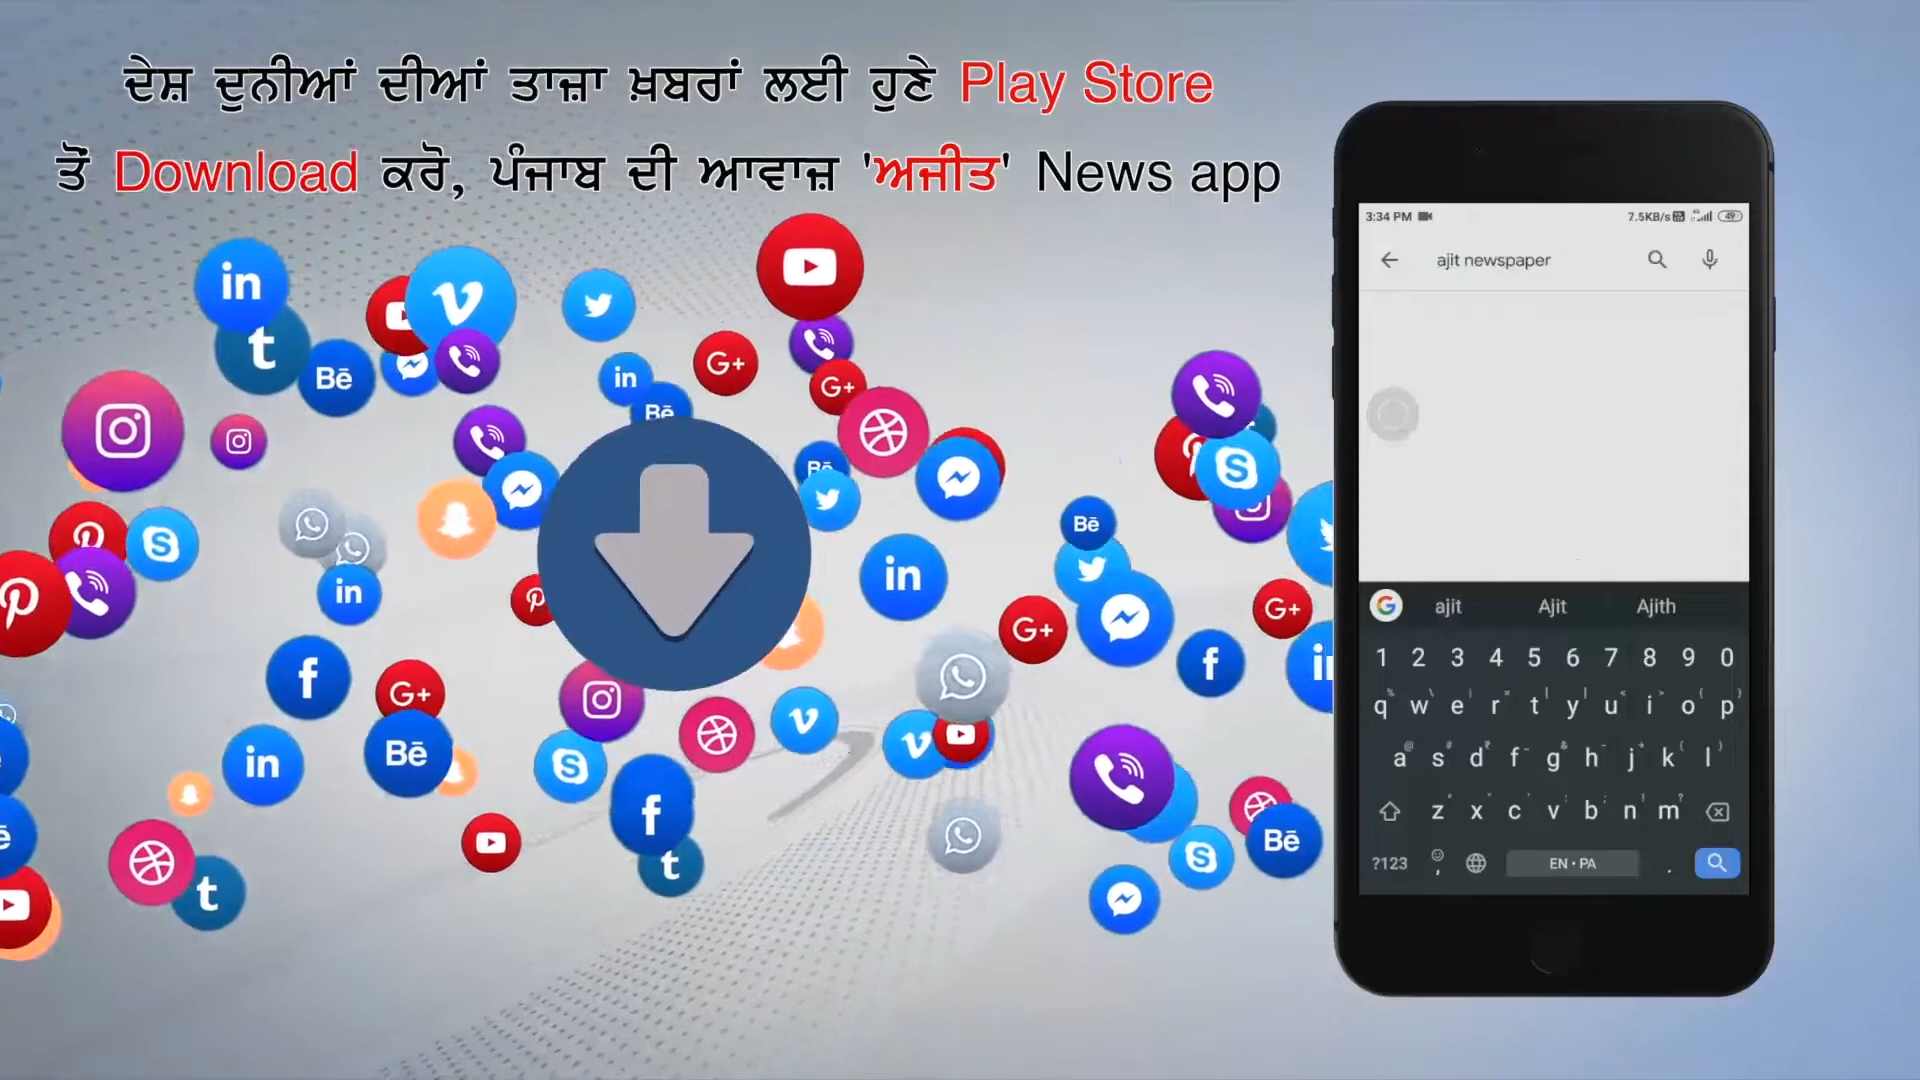 ਦੇਸ਼ ਦੁਨੀਆਂ ਦੀਆਂ ਤਾਜ਼ਾ ਖ਼ਬਰਾਂ ਲਈ ਹੁਣੇ Play Store
ਤੋਂ Download ਕਰੋ, ਪੰਜਾਬ ਦੀ ਆਵਾਜ਼ 'ਅਜੀਤ' News app
3:34 PM 7.5KB/s 49
ajit newspaper
ajit Ajit Ajith
1 2 3 4 5 6 7 8 9 0
q w e r t y u i o p
a s d f g h j k l
z x c v b n m
?123 , EN • PA .